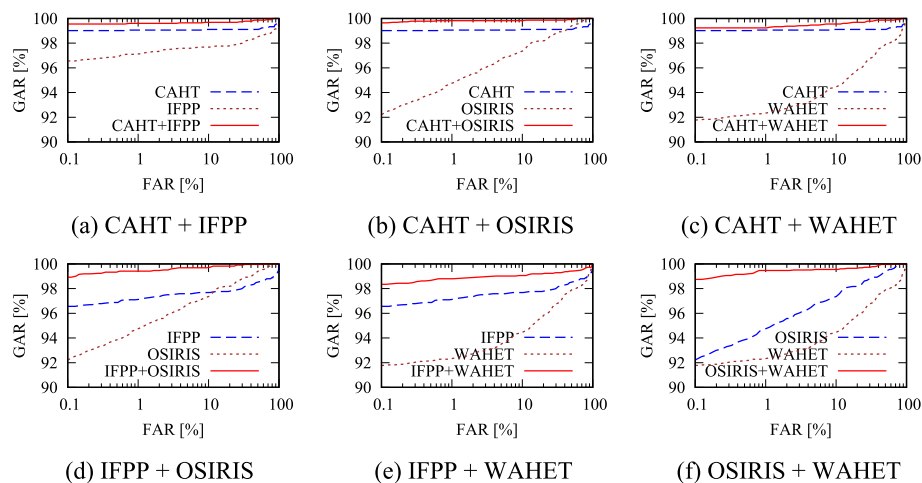 100
98
96
94
92
90
GAR [%]
CAHT
IFPP
CAHT+IFPP
0.1 1 10 100
FAR [%]
(a) CAHT + IFPP
100
98
96
94
92
90
GAR [%]
CAHT
OSIRIS
CAHT+OSIRIS
0.1 1 10 100
FAR [%]
(b) CAHT + OSIRIS
100
98
96
94
92
90
GAR [%]
CAHT
WAHET
CAHT+WAHET
0.1 1 10 100
FAR [%]
(c) CAHT + WAHET
100
98
96
94
92
90
GAR [%]
IFPP
OSIRIS
IFPP+OSIRIS
0.1 1 10 100
FAR [%]
(d) IFPP + OSIRIS
100
98
96
94
92
90
GAR [%]
IFPP
WAHET
IFPP+WAHET
0.1 1 10 100
FAR [%]
(e) IFPP + WAHET
100
98
96
94
92
90
GAR [%]
OSIRIS
WAHET
OSIRIS+WAHET
0.1 1 10 100
FAR [%]
(f) OSIRIS + WAHET